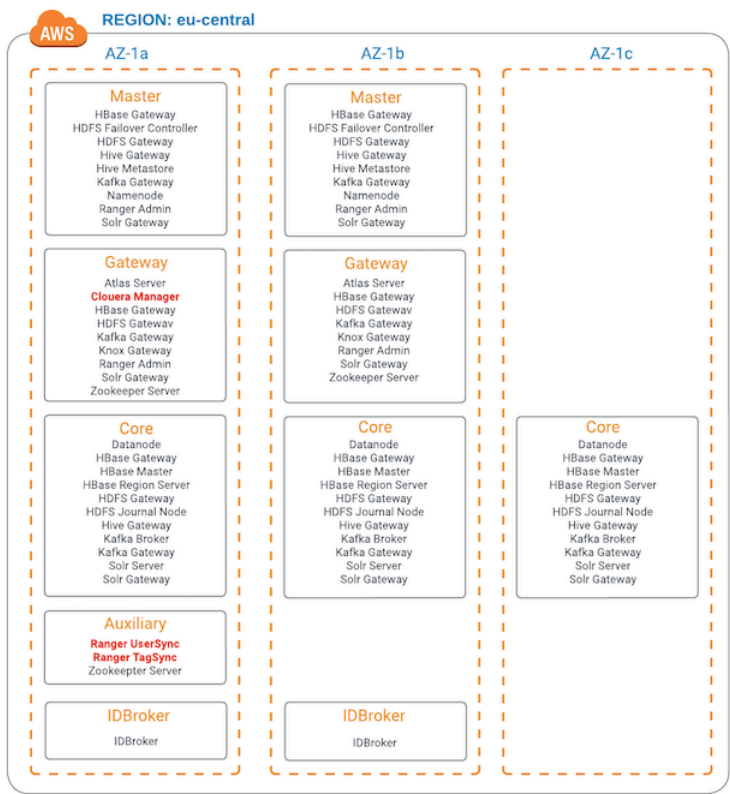 AWS
REGION: eu-central
AZ-1a
Master
HBase Gateway
HDFS Failover Controller
HDFS Gateway
Hive Gateway
Hive Metastore
Kafka Gateway
Namenode
Ranger Admin
Solr Gateway
Gateway
Atlas Server
Clouera Manager
HBase Gateway
HDFS Gatewav
Kafka Gateway
Knox Gateway
Ranger Admin
Solr Gateway
Zookeeper Server
Core
Datanode
HBase Gateway
HBase Master
HBase Region Server
HDFS Gateway
HDFS Journal Node
Hive Gateway
Kafka Broker
Kafka Gateway
Solr Server
Solr Gateway
Auxiliary
Ranger UserSync
Ranger TagSync
Zookeepter Server
IDBroker
IDBroker
AZ-1b
Master
HBase Gateway
HDFS Failover Controller
HDFS Gateway
Hive Gateway
Hive Metastore
Kafka Gateway
Namenode
Ranger Admin
Solr Gateway
Gateway
Atlas Server
HBase Gateway
HDFS Gatewav
Kafka Gateway
Knox Gateway
Ranger Admin
Solr Gateway
Zookeeper Server
Core
Datanode
HBase Gateway
HBase Master
HBase Region Server
HDFS Gateway
HDFS Journal Node
Hive Gateway
Kafka Broker
Kafka Gateway
Solr Server
Solr Gateway
IDBroker
IDBroker
AZ-1c
Core
Datanode
HBase Gateway
HBase Master
HBase Region Server
HDFS Gateway
HDFS Journal Node
Hive Gateway
Kafka Broker
Kafka Gateway
Solr Server
Solr Gateway